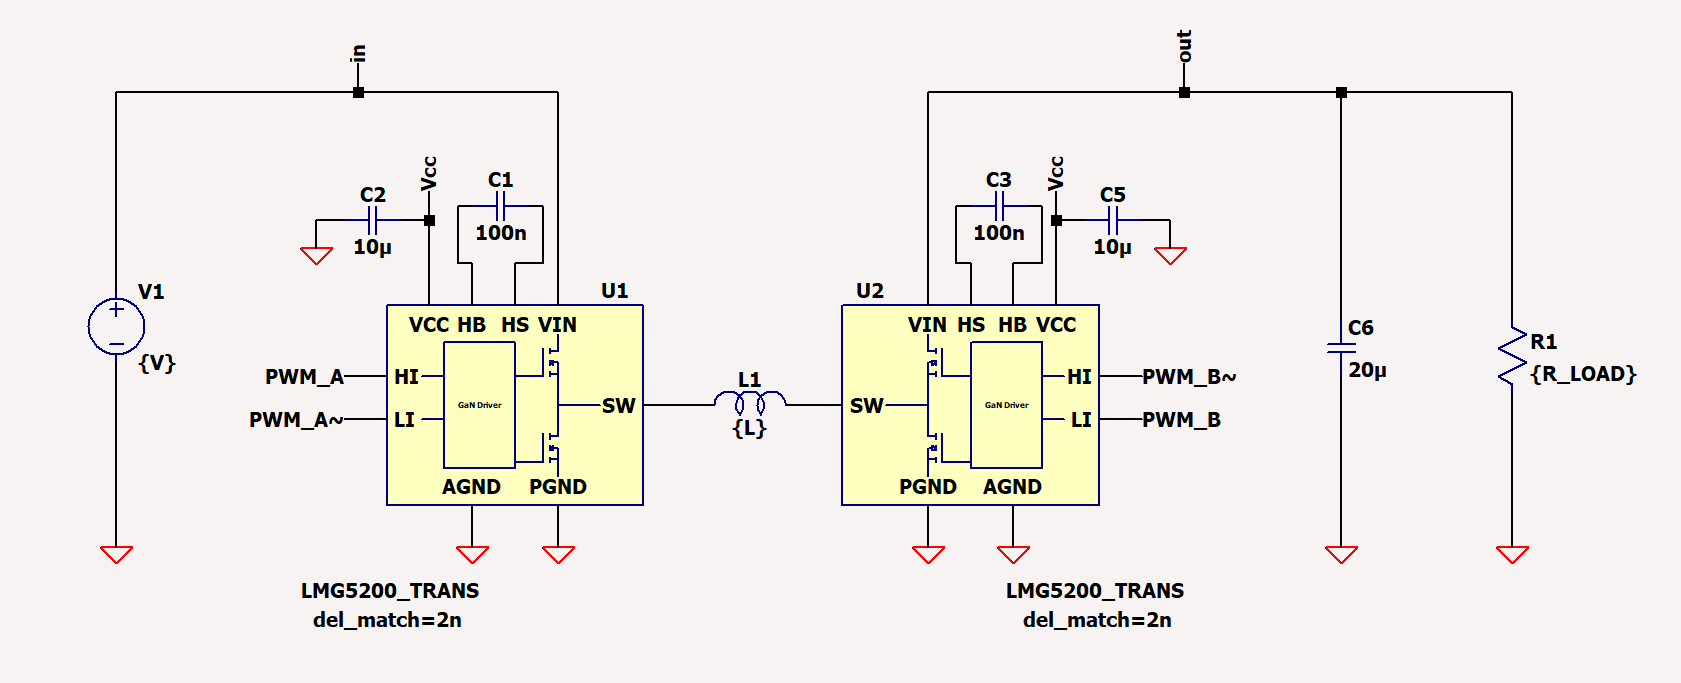 in
out
Vcc
C1
C2
100n
10µ
C3
Vcc
C5
100n
10µ
V1
{V}
U1
VCC HB HS VIN
PWM_A
HI
PWM_A~
LI
GaN Driver
SW
AGND
PGND
L1
{L}
U2
VIN HS HB VCC
SW
GaN Driver
HI
PWM_B~
LI
PWM_B
PGND
AGND
C6
20µ
R1
{R_LOAD}
LMG5200_TRANS
del_match=2n
LMG5200_TRANS
del_match=2n